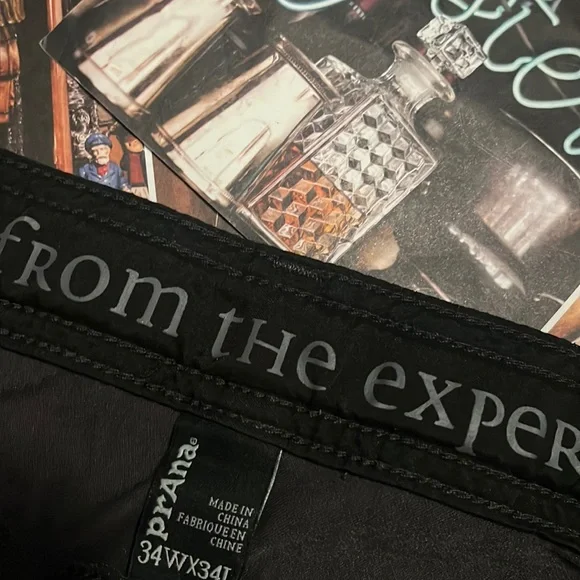 from the exper
prAna®
MADE IN
CHINA
FABRIQUE EN
CHINE
34WX34L